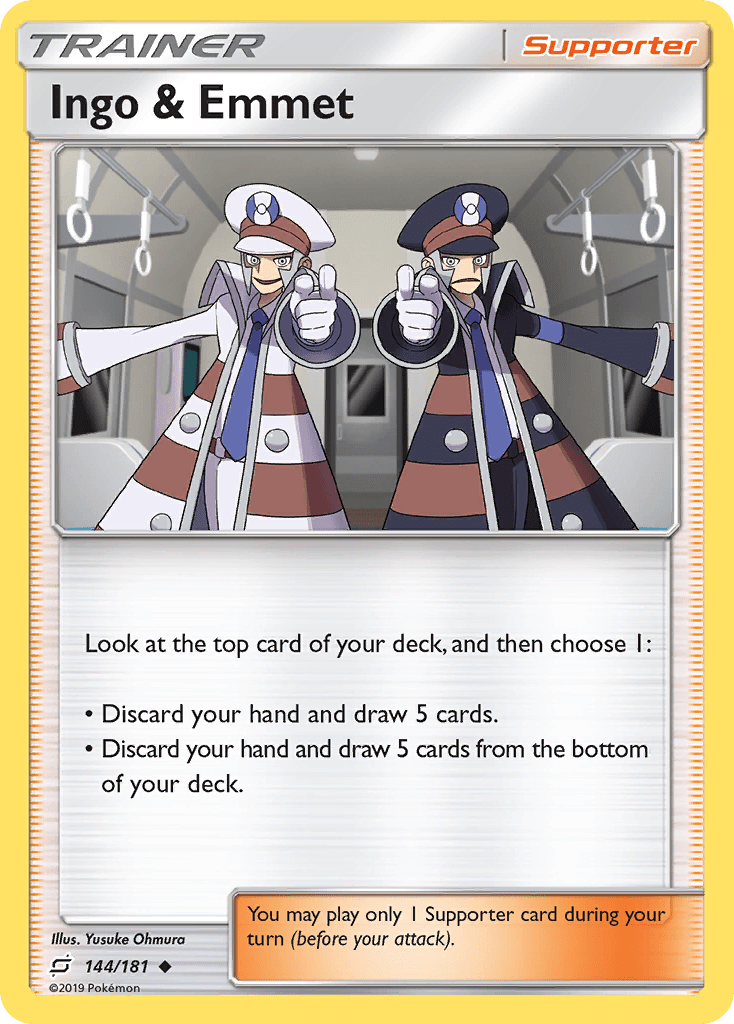 TRAINER
Supporter
Ingo & Emmet
Look at the top card of your deck, and then choose 1:
• Discard your hand and draw 5 cards.
• Discard your hand and draw 5 cards from the bottom
of your deck.
You may play only 1 Supporter card during your
turn (before your attack).
Illus. Yusuke Ohmura
144/181
©2019 Pokémon